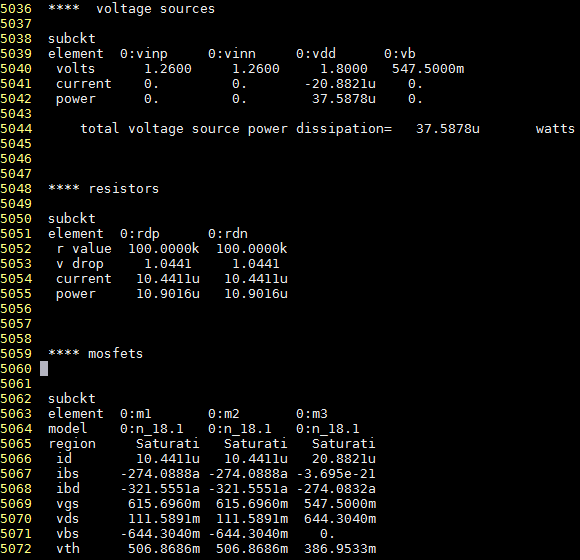 5036 **** voltage sources
5037
5038 subckt
5039 element 0:vinp 0:vinn 0:vdd 0:vb
5040 volts 1.2600 1.2600 1.8000 547.5000m
5041 current 0. 0. -20.8821u 0.
5042 power 0. 0. 37.5878u 0.
5043
5044 total voltage source power dissipation= 37.5878u watts
5045
5046
5047
5048 **** resistors
5049
5050 subckt
5051 element 0:rdp 0:rdn
5052 r value 100.0000k 100.0000k
5053 v drop 1.0441 1.0441
5054 current 10.4411u 10.4411u
5055 power 10.9016u 10.9016u
5056
5057
5058
5059 **** mosfets
5060
5061
5062 subckt
5063 element 0:m1 0:m2 0:m3
5064 model 0:n_18.1 0:n_18.1 0:n_18.1
5065 region Saturati Saturati Saturati
5066 id 10.4411u 10.4411u 20.8821u
5067 ibs -274.0888a -274.0888a -3.695e-21
5068 ibd -321.5551a -321.5551a -274.0832a
5069 vgs 615.6960m 615.6960m 547.5000m
5070 vds 111.5891m 111.5891m 644.3040m
5071 vbs -644.3040m -644.3040m 0.
5072 vth 506.8686m 506.8686m 386.9533m